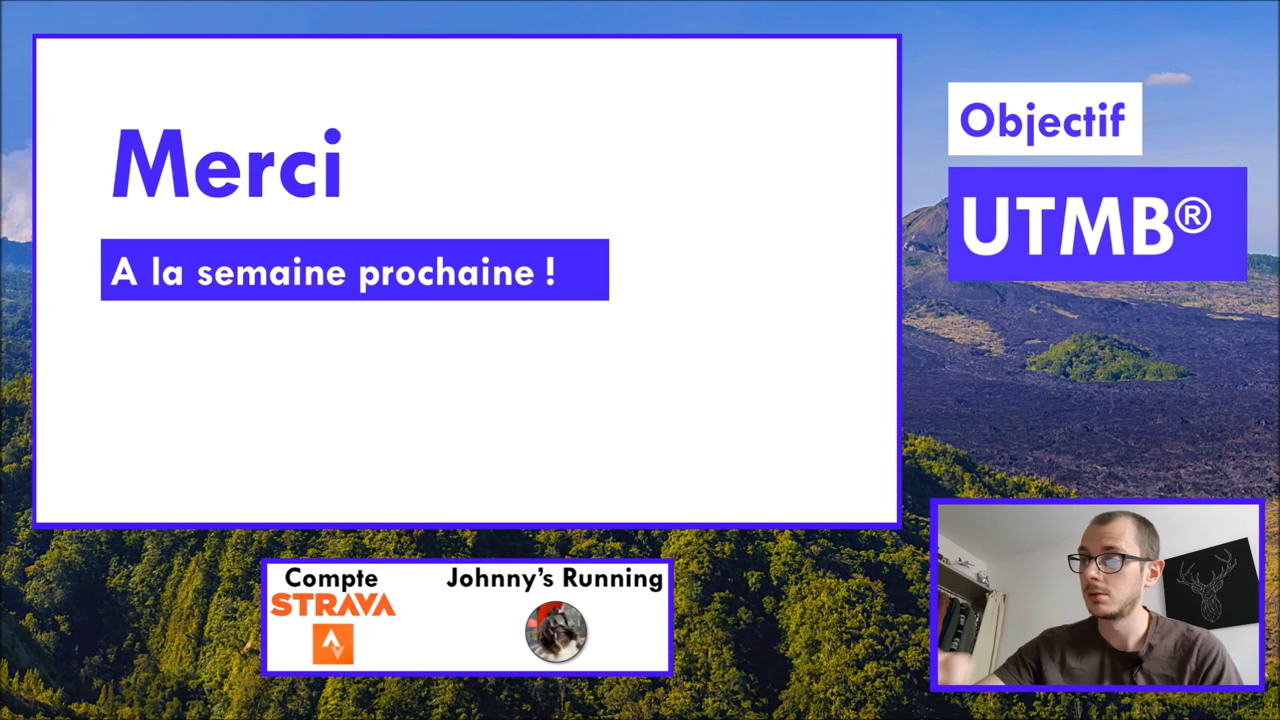 Merci
A la semaine prochaine !
Objectif
UTMB®
Compte
STRAVA
Johnny's Running